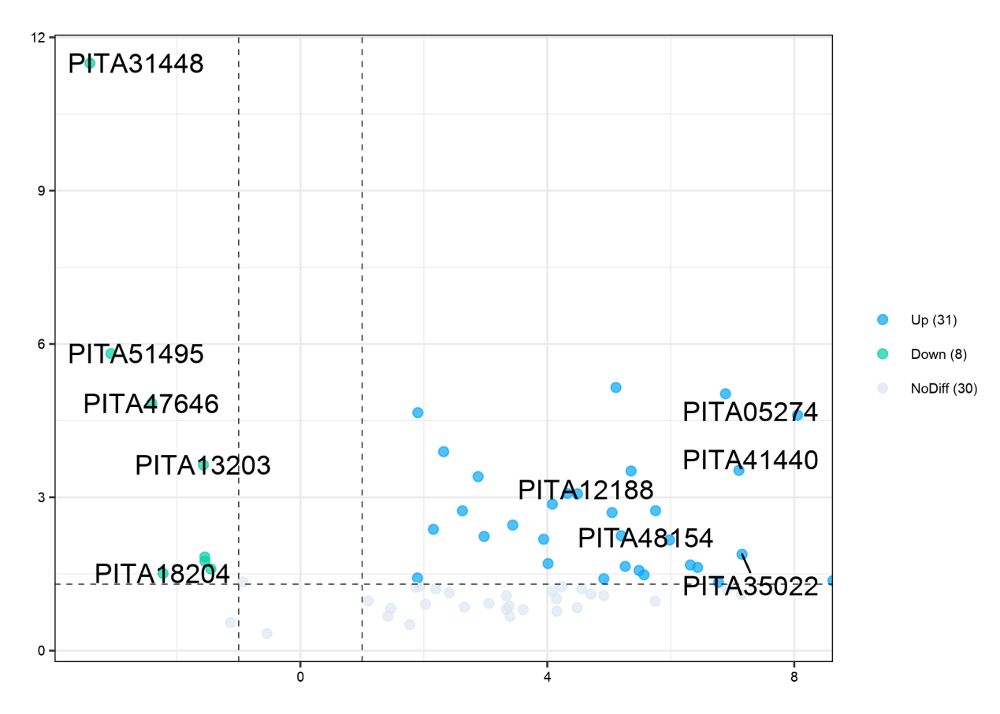 12
9
6
3
0
0
4
8
PITA31448
PITA51495
PITA47646
PITA13203
PITA18204
PITA05274
PITA41440
PITA12188
PITA48154
PITA35022
Up (31)
Down (8)
NoDiff (30)